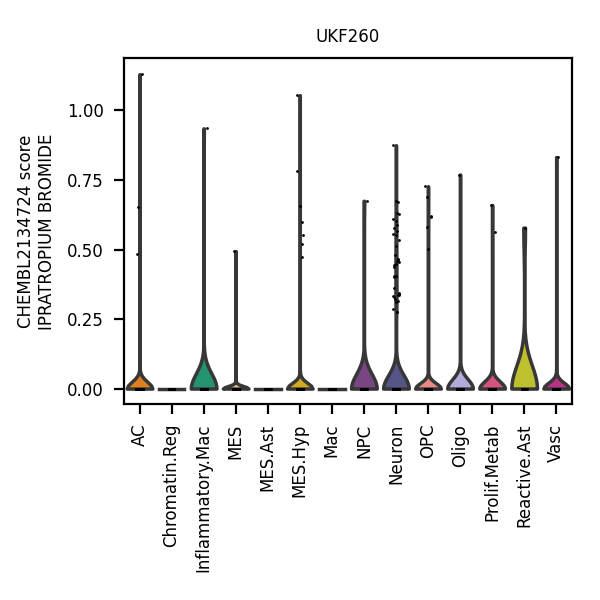 UKF260
CHEMBL2134724 score
IPRATROPIUM BROMIDE
1.00
0.75
0.50
0.25
0.00
AC
Chromatin.Reg
Inflammatory.Mac
MES
MES.Ast
MES.Hyp
Mac
NPC
Neuron
OPC
Oligo
Prolif.Metab
Reactive.Ast
Vasc